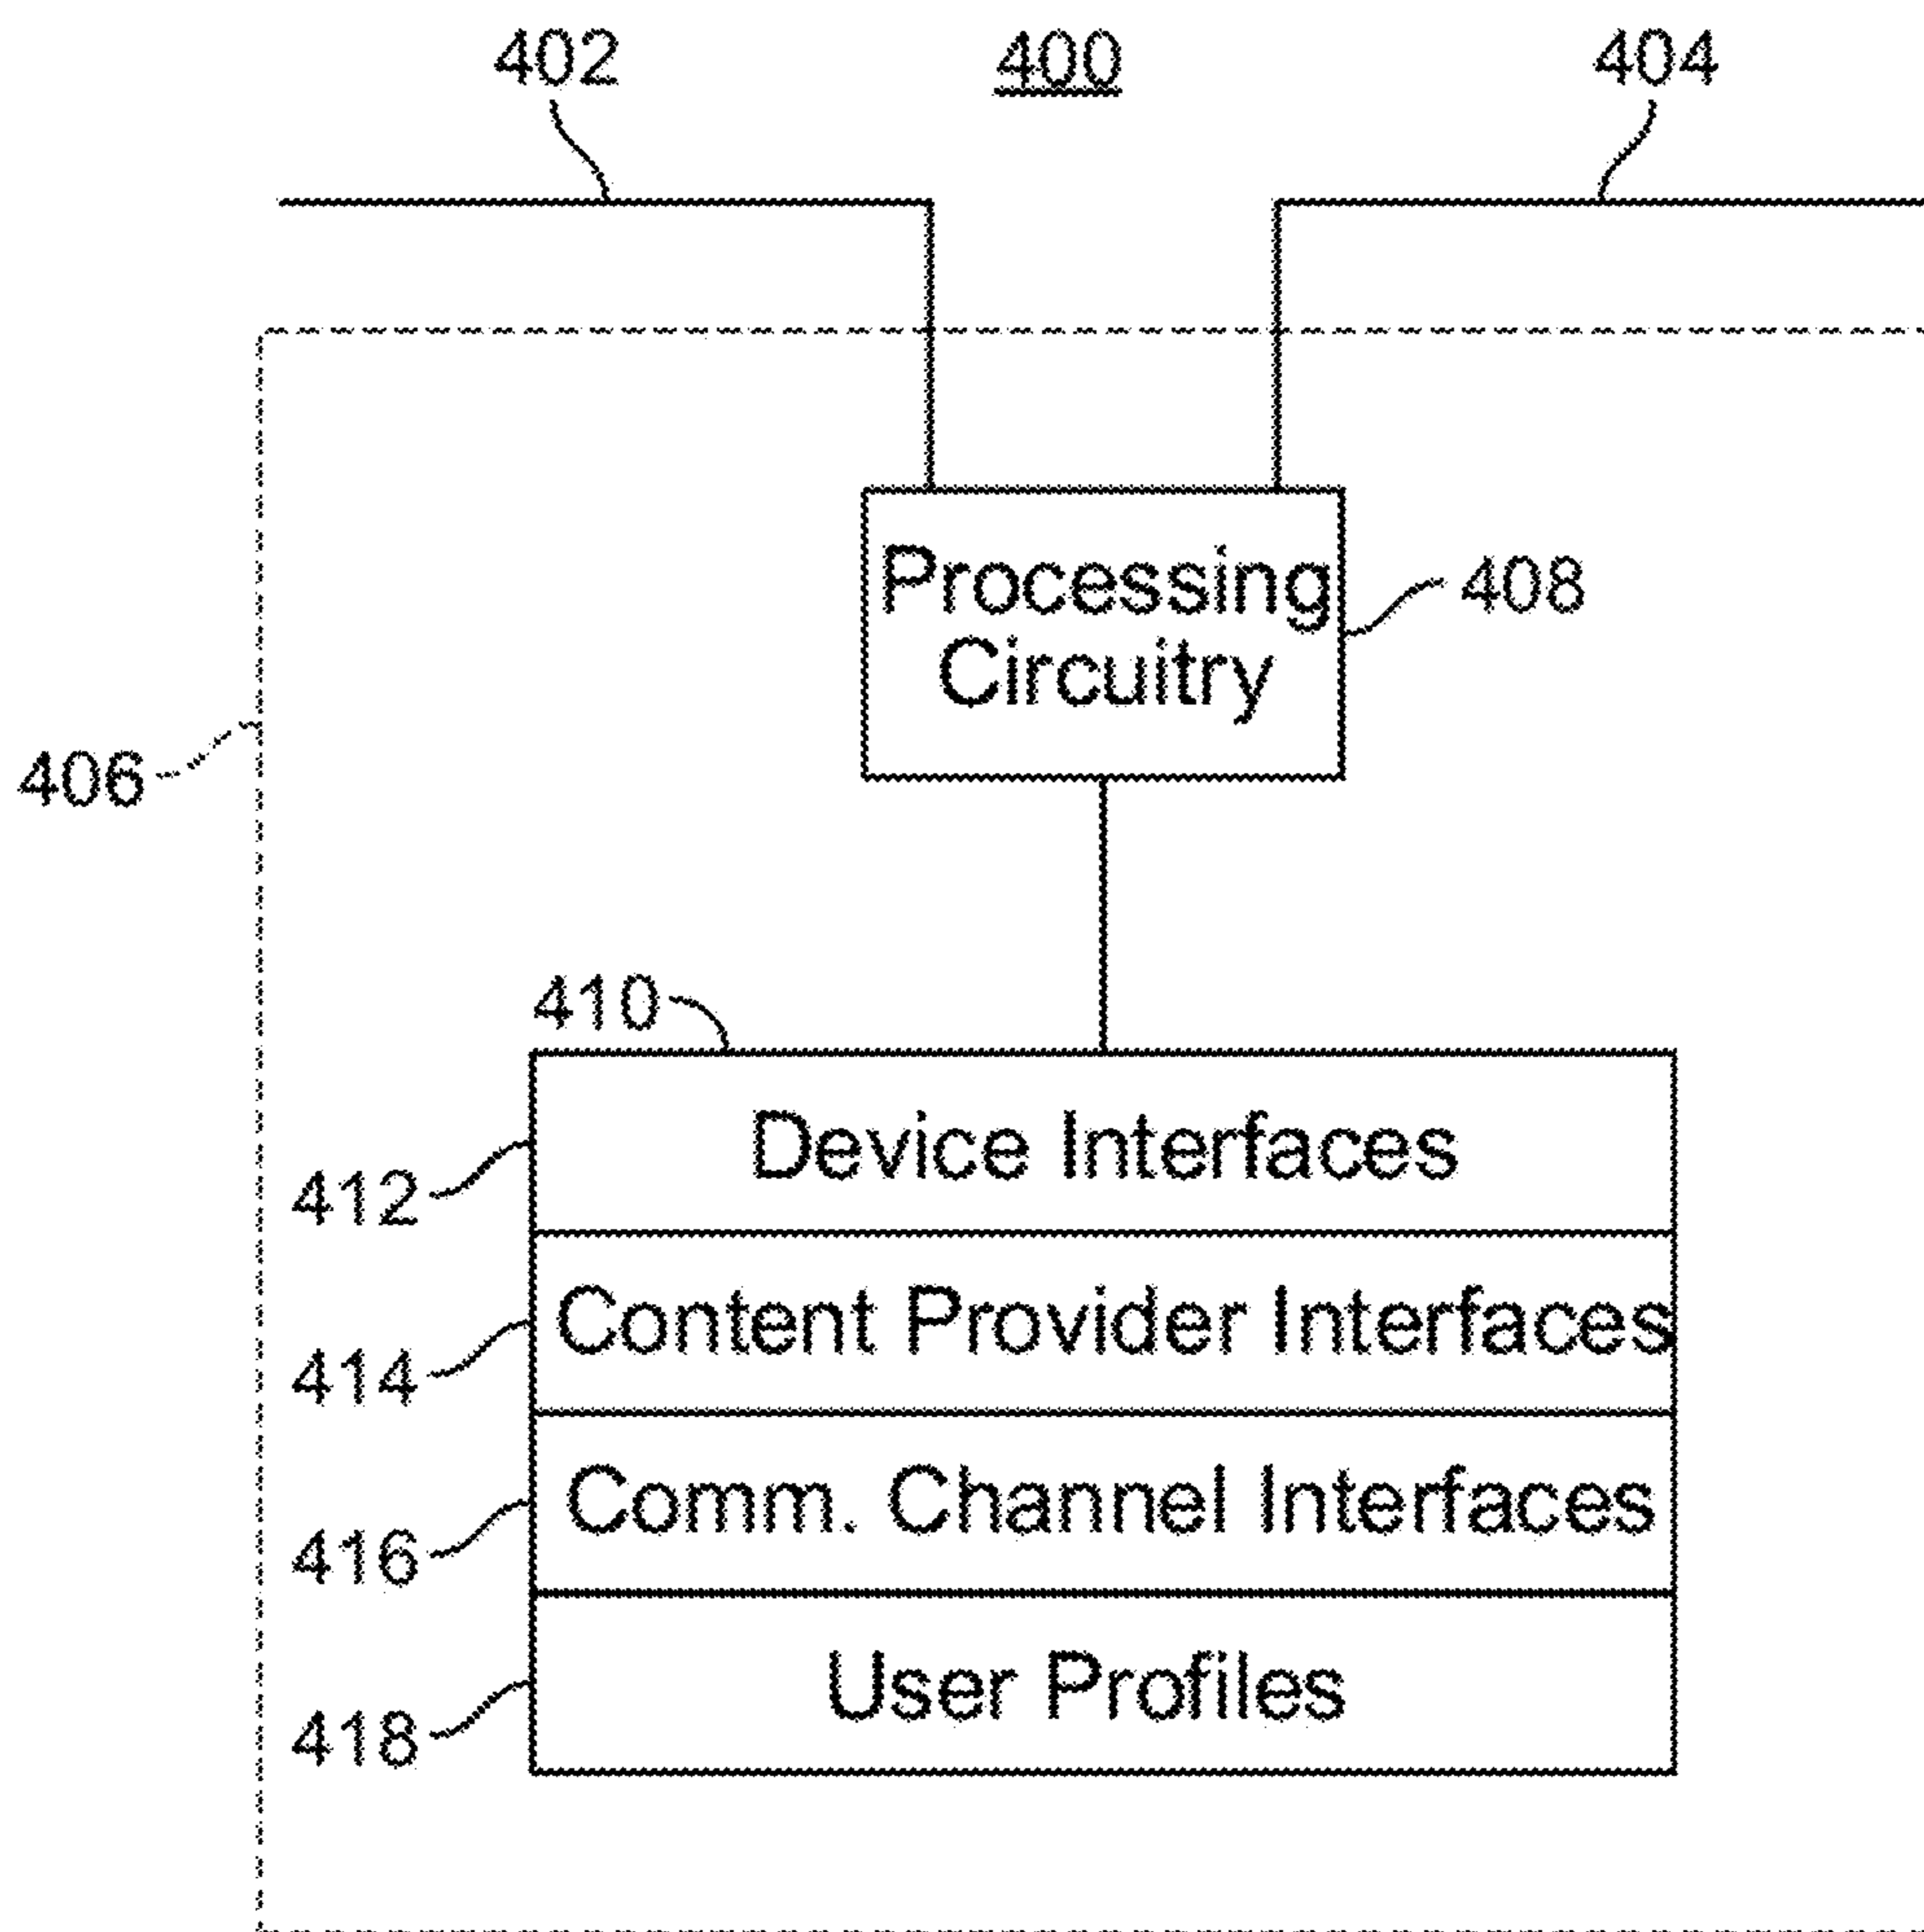 402 400 404
Processing
Circuitry
408
406
410
Device Interfaces
412
Content Provider Interfaces
414
Comm. Channel Interfaces
416
User Profiles
418